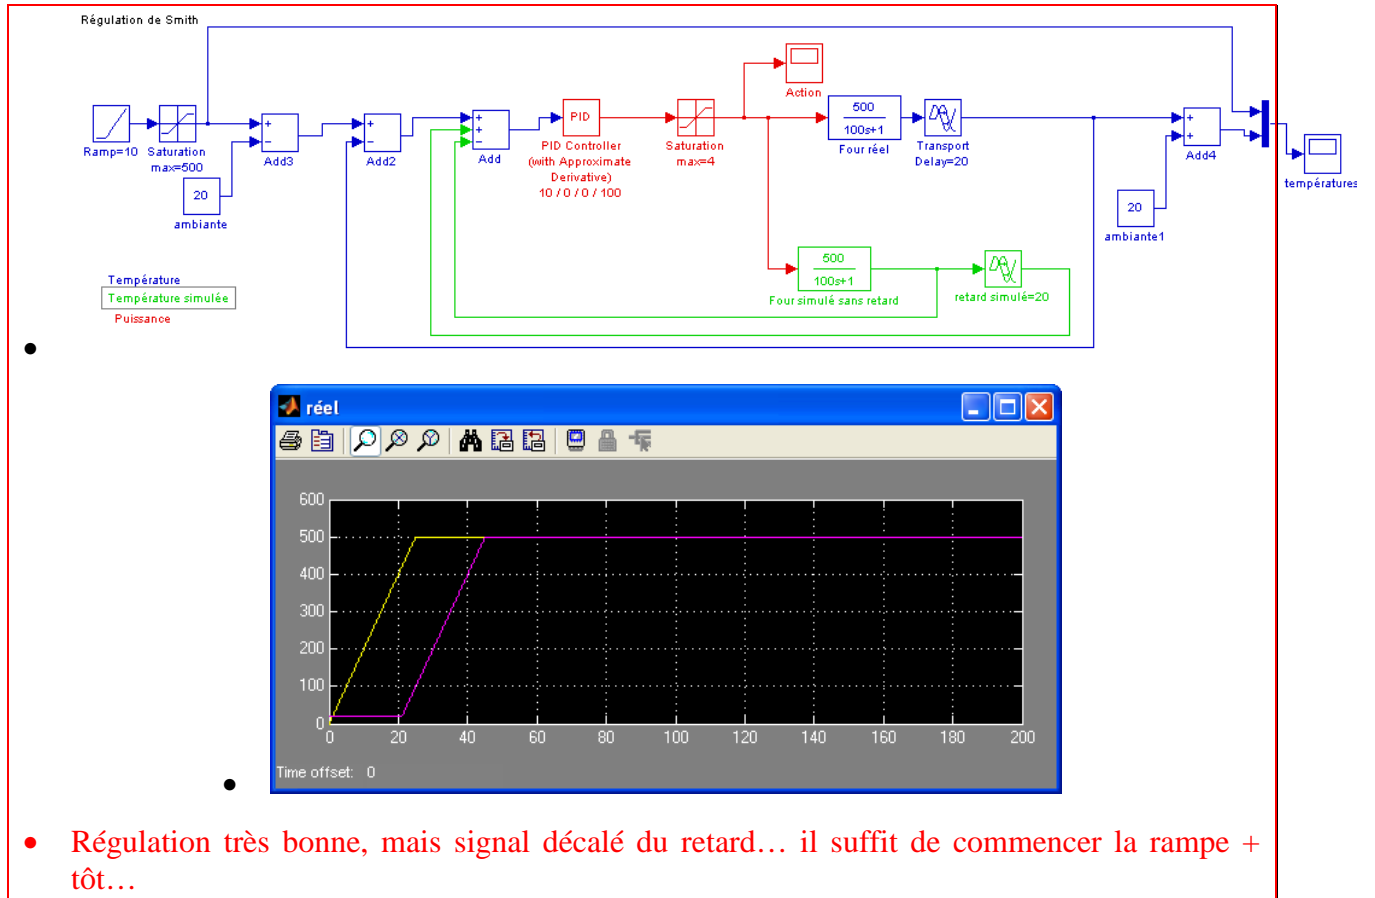 Régulation de Smith
Action
Ramp=10
Saturation
max=500
20
ambiante
+
−
Add3
+
−
Add2
+
+
−
Add
PID
PID Controller
(with Approximate
Derivative)
10 / 0 / 0 / 100
Saturation
max=4
500
100s+1
Four réel
Transport
Delay=20
+
+
Add4
20
ambiante1
températures
500
100s+1
Four simulé sans retard
retard simulé=20
Température
Température simulée
Puissance
réel
600
500
400
300
200
100
0
0 20 40 60 80 100 120 140 160 180 200
Time offset: 0
• Régulation très bonne, mais signal décalé du retard… il suffit de commencer la rampe +
tôt…